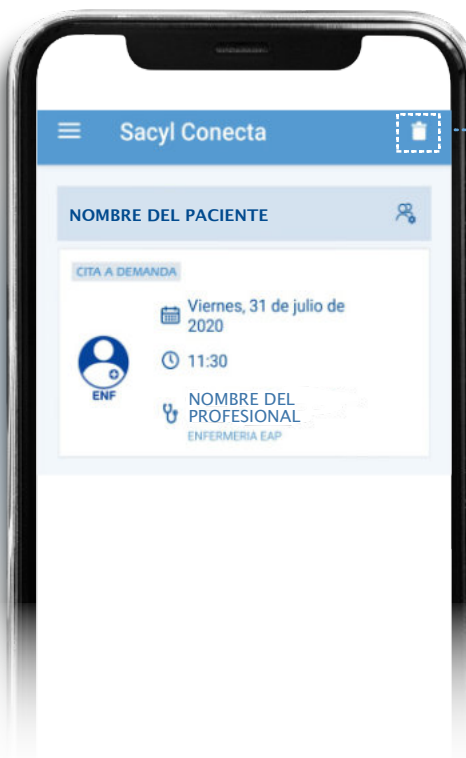 Sacyl Conecta
NOMBRE DEL PACIENTE
CITA A DEMANDA
Viernes, 31 de julio de
2020
11:30
ENF
NOMBRE DEL
PROFESIONAL
ENFERMERIA EAP